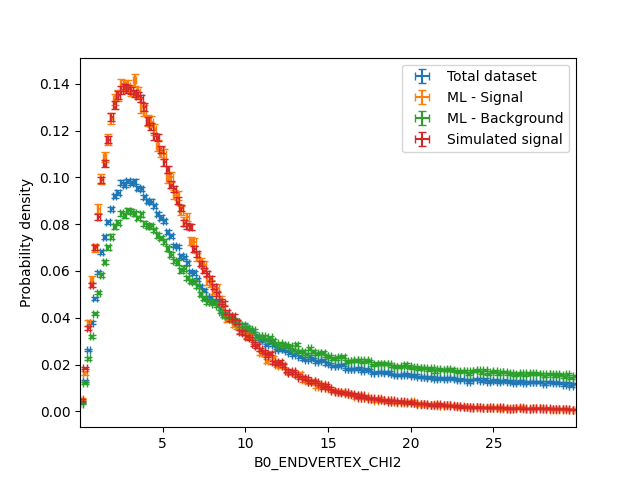 Total dataset
ML - Signal
ML - Background
Simulated signal
Probability density
0.14
0.12
0.10
0.08
0.06
0.04
0.02
0.00
5
10
15
20
25
B0_ENDVERTEX_CHI2